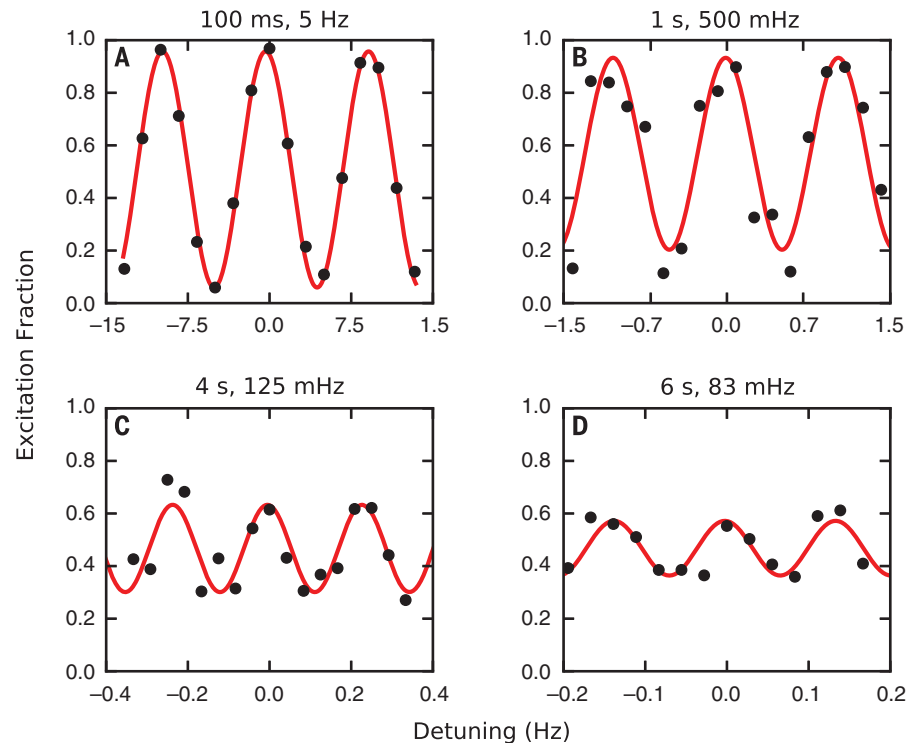 100 ms, 5 Hz
1 s, 500 mHz
A
B
1.0
0.8
0.6
0.4
0.2
0.0
1.0
0.8
0.6
0.4
0.2
0.0
−15 −7.5 0.0 7.5 1.5
−1.5 −0.7 0.0 0.7 1.5
Excitation Fraction
4 s, 125 mHz
6 s, 83 mHz
C
D
1.0
0.8
0.6
0.4
0.2
0.0
1.0
0.8
0.6
0.4
0.2
0.0
−0.4 −0.2 0.0 0.2 0.4
−0.2 −0.1 0.0 0.1 0.2
Detuning (Hz)